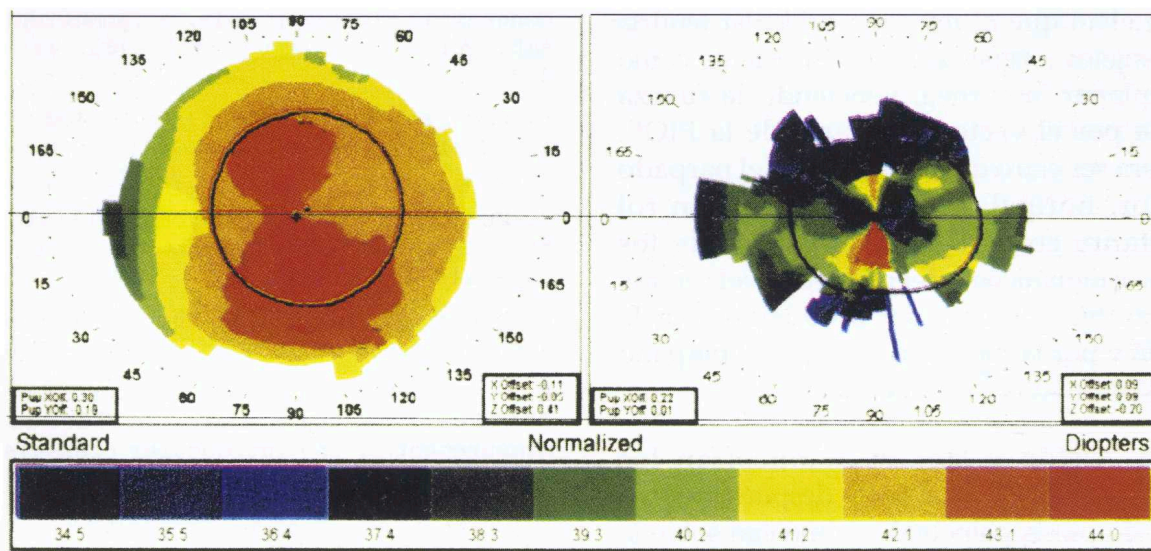 105 90 75
120 60
135 45
150 30
165 15
0 0
15 165
30 150
45 135
60 120
75 90 105
Pup XOff: 0.30
Pup YOff: -0.19
X Offset: -0.11
Y Offset: -0.05
Z Offset: 0.41
105 90 75
120 60
135 45
150 30
165 15
0 0
15 165
30 150
45 135
60 120
75 90 105
Pup XOff: 0.22
Pup YOff: 0.01
X Offset: 0.09
Y Offset: 0.09
Z Offset: -0.20
Standard Normalized Diopters
34.5 35.5 36.4 37.4 38.3 39.3 40.2 41.2 42.1 43.1 44.0